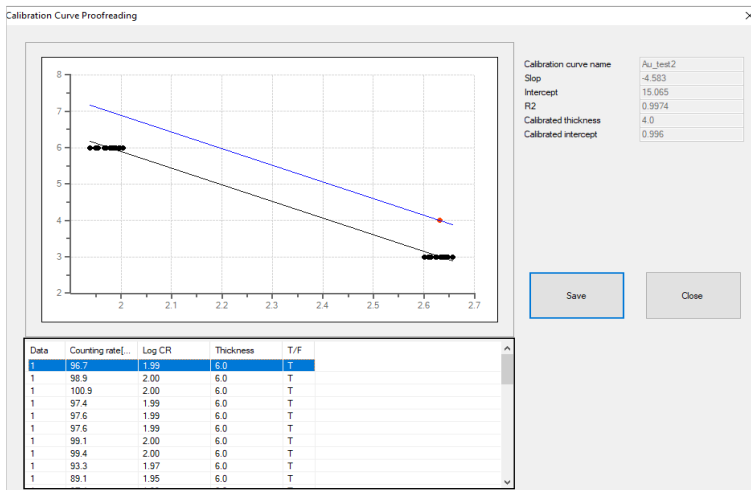 Calibration Curve Proofreading
8
7
6
5
4
3
2
2 2.1 2.2 2.3 2.4 2.5 2.6 2.7
Calibration curve name Au_test2
Slop -4.583
Intercept 15.065
R2 0.9974
Calibrated thickness 4.0
Calibrated intercept 0.996
Save Close
Data Counting rate[... Log CR Thickness T/F
1 96.7 1.99 6.0 T
1 98.9 2.00 6.0 T
1 100.9 2.00 6.0 T
1 97.4 1.99 6.0 T
1 97.6 1.99 6.0 T
1 97.6 1.99 6.0 T
1 99.1 2.00 6.0 T
1 99.4 2.00 6.0 T
1 93.3 1.97 6.0 T
1 89.1 1.95 6.0 T